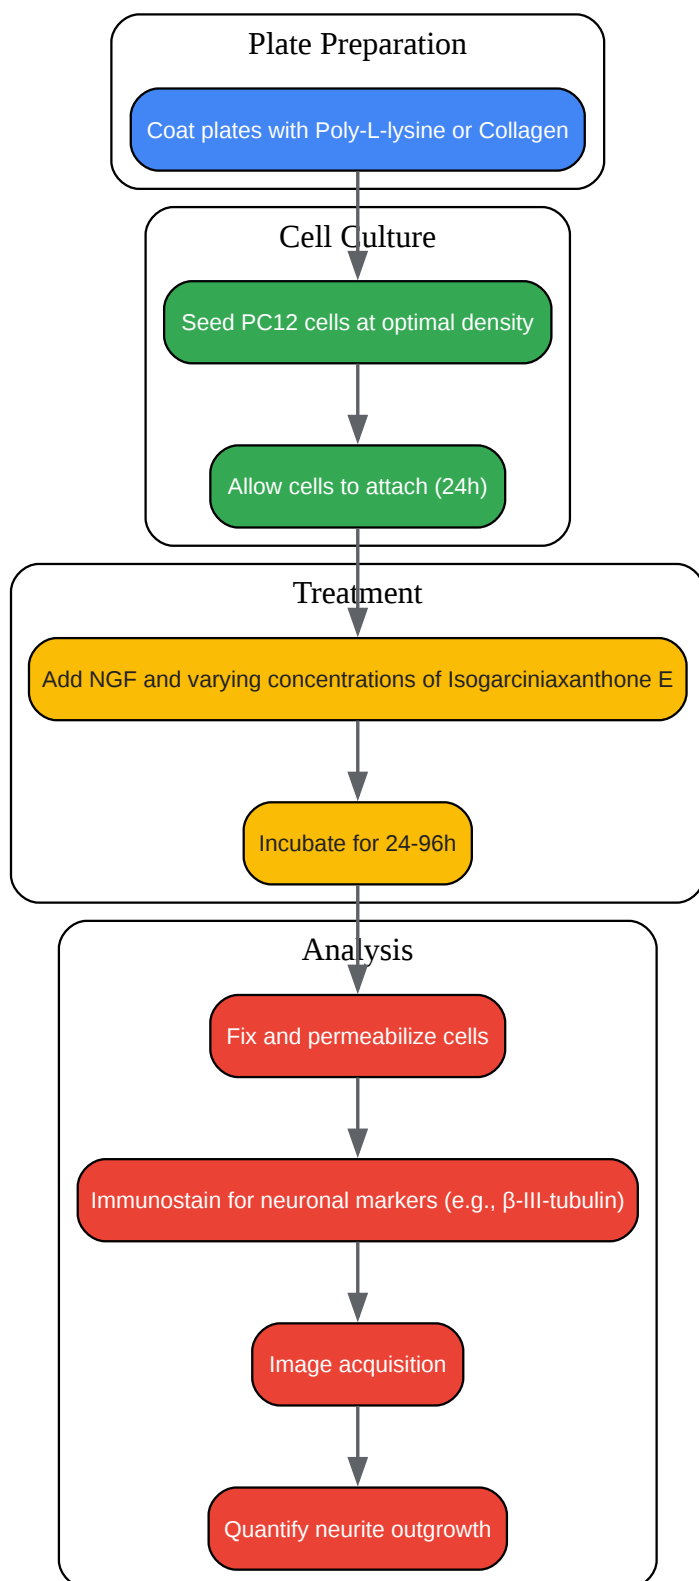 Plate Preparation
Coat plates with Poly-L-lysine or Collagen
Cell Culture
Seed PC12 cells at optimal density
Allow cells to attach (24h)
Treatment
Add NGF and varying concentrations of Isogarciniaxanthone E
Incubate for 24-96h
Analysis
Fix and permeabilize cells
Immunostain for neuronal markers (e.g., β-III-tubulin)
Image acquisition
Quantify neurite outgrowth